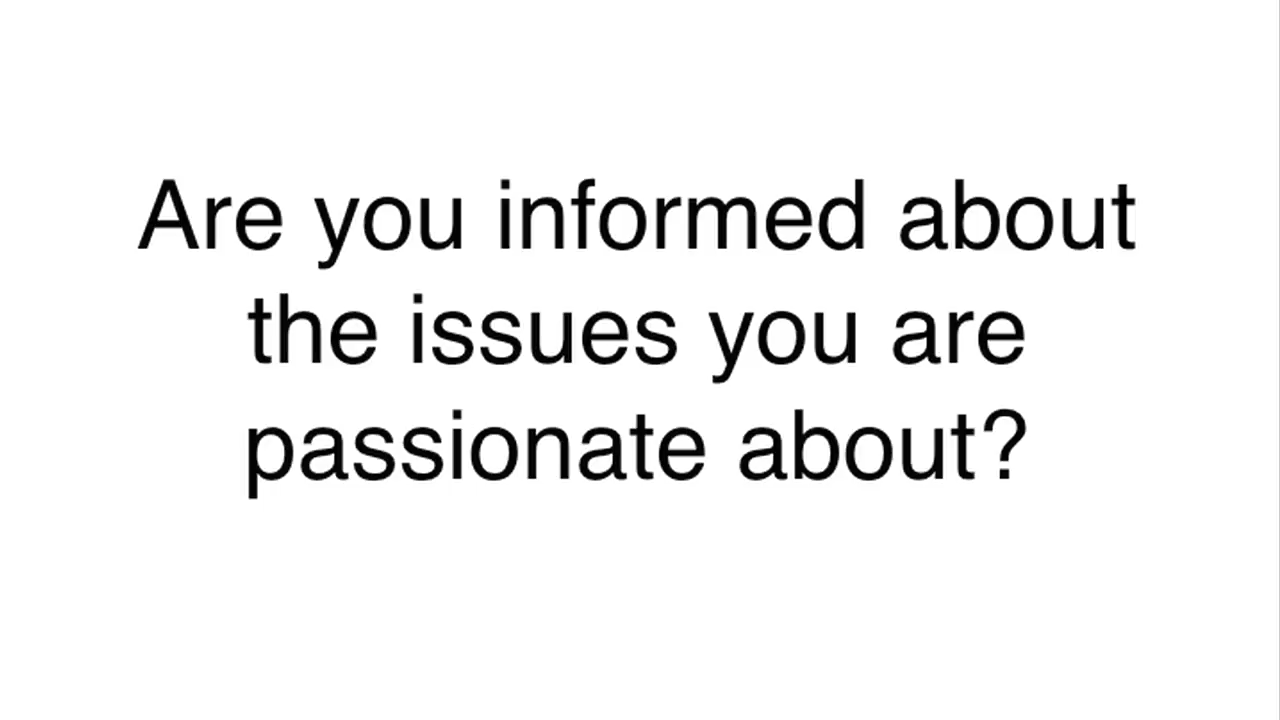 Are you informed about
the issues you are
passionate about?